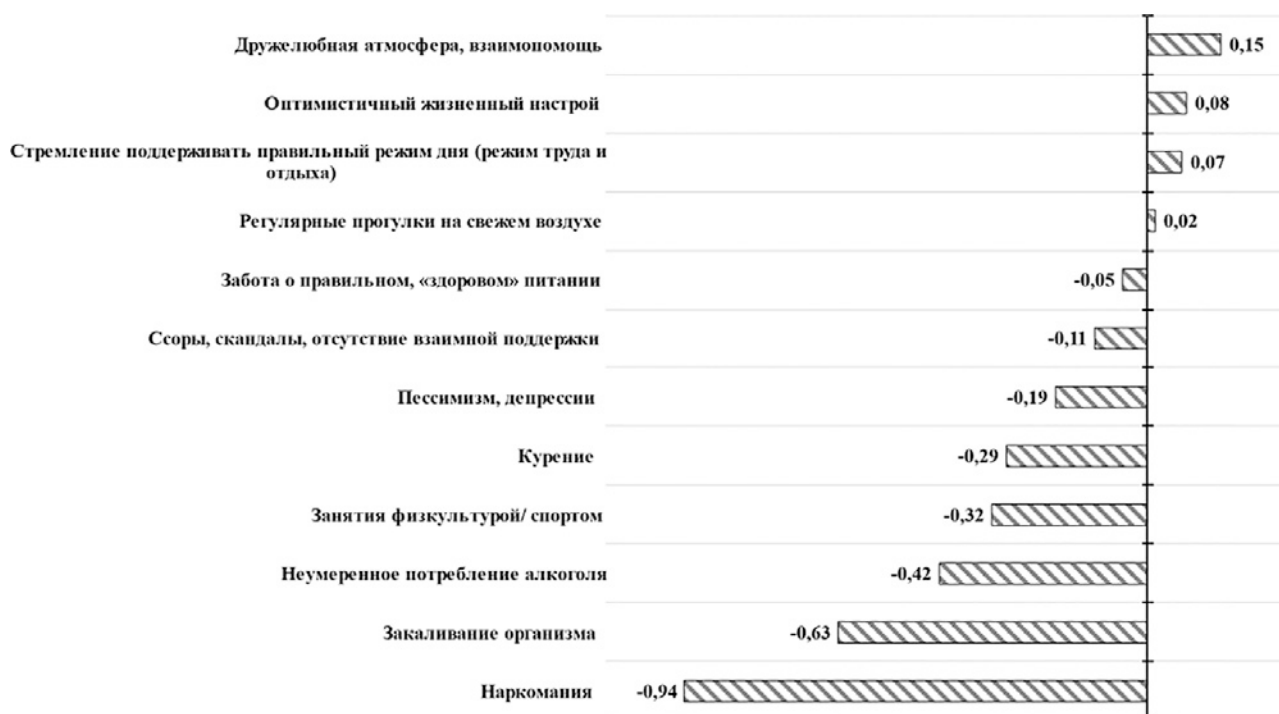 Дружелюбная атмосфера, взаимопомощь 0,15
Оптимистичный жизненный настрой 0,08
Стремление поддерживать правильный режим дня (режим труда и
отдыха) 0,07
Регулярные прогулки на свежем воздухе 0,02
Забота о правильном, «здоровом» питании -0,05
Ссоры, скандалы, отсутствие взаимной поддержки -0,11
Пессимизм, депрессии -0,19
Курение -0,29
Занятия физкультурой/ спортом -0,32
Неумеренное потребление алкоголя -0,42
Закаливание организма -0,63
Наркомания -0,94